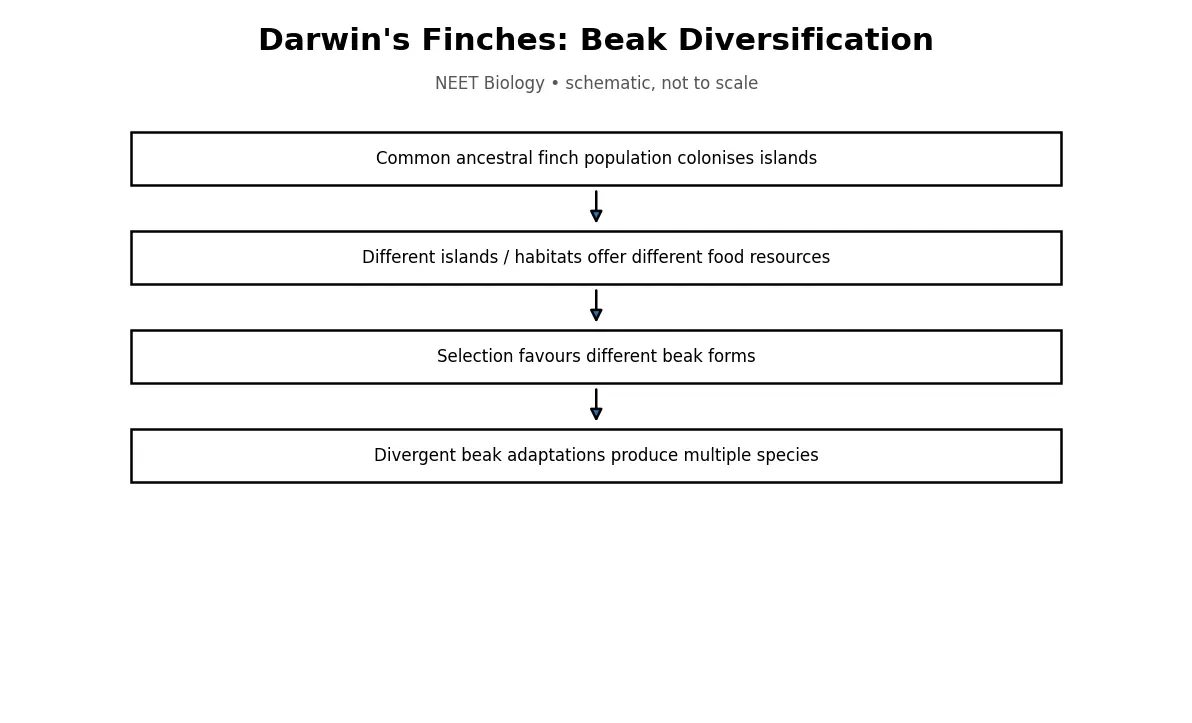 Darwin's Finches: Beak Diversification
NEET Biology • schematic, not to scale
Common ancestral finch population colonises islands
Different islands / habitats offer different food resources
Selection favours different beak forms
Divergent beak adaptations produce multiple species